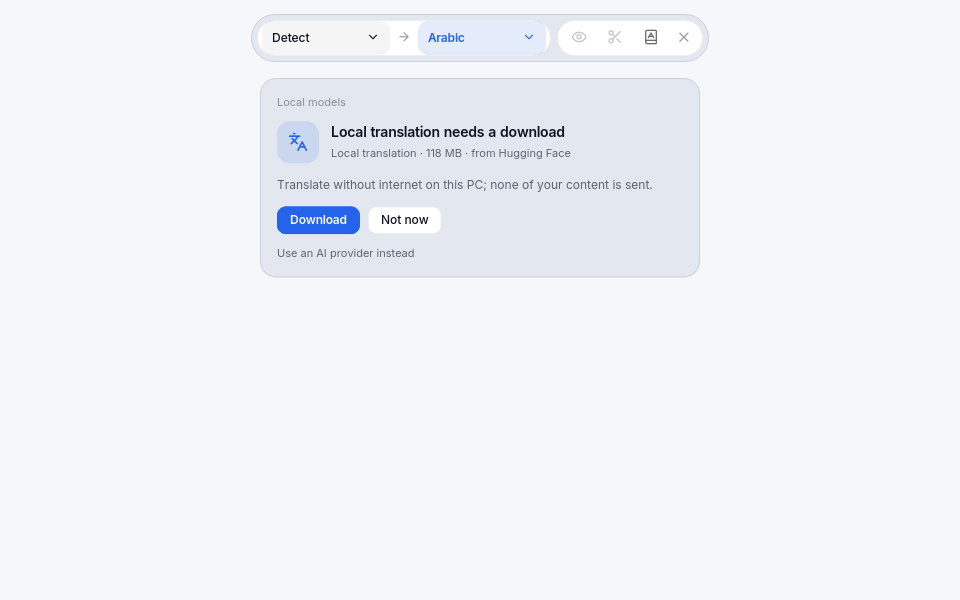 Detect
Arabic
Local models
Local translation needs a download
Local translation · 118 MB · from Hugging Face
Translate without internet on this PC; none of your content is sent.
Download
Not now
Use an AI provider instead